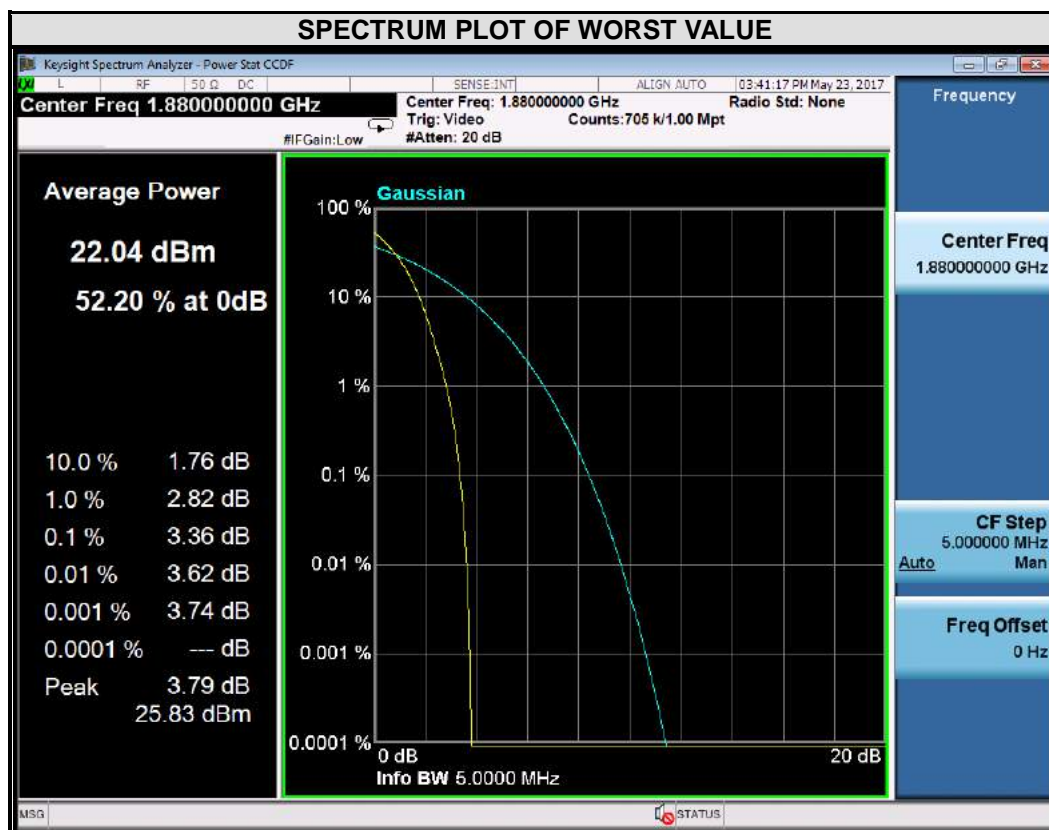 SPECTRUM PLOT OF WORST VALUE
Keysight Spectrum Analyzer - Power Stat CCDF
L RF 50 Ω DC SENSE:INT ALIGN AUTO 03:41:17 PM May 23, 2017
Center Freq 1.880000000 GHz
Center Freq: 1.880000000 GHz Radio Std: None
Trig: Video Counts:705 k/1.00 Mpt
#IFGain:Low #Atten: 20 dB
Average Power
22.04 dBm
52.20 % at 0dB
10.0 % 1.76 dB
1.0 % 2.82 dB
0.1 % 3.36 dB
0.01 % 3.62 dB
0.001 % 3.74 dB
0.0001 % --- dB
Peak 3.79 dB
25.83 dBm
Gaussian
100 %
10 %
1 %
0.1 %
0.01 %
0.001 %
0.0001 %
0 dB 20 dB
Info BW 5.0000 MHz
Frequency
Center Freq
1.880000000 GHz
CF Step
5.000000 MHz
Auto Man
Freq Offset
0 Hz
MSG STATUS